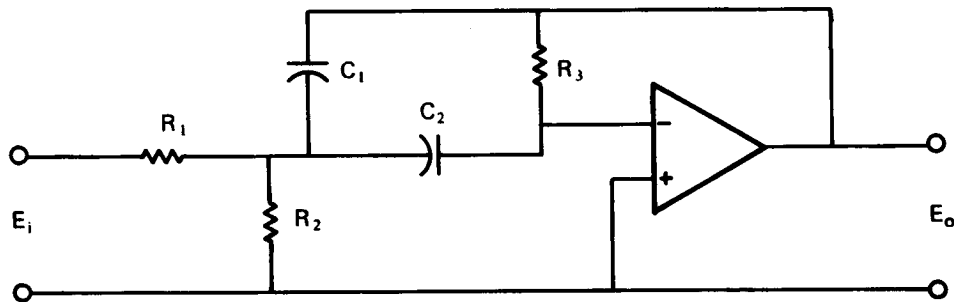 C₁
R₃
C₂
R₁
−
+
R₂
Eᵢ
Eₒ